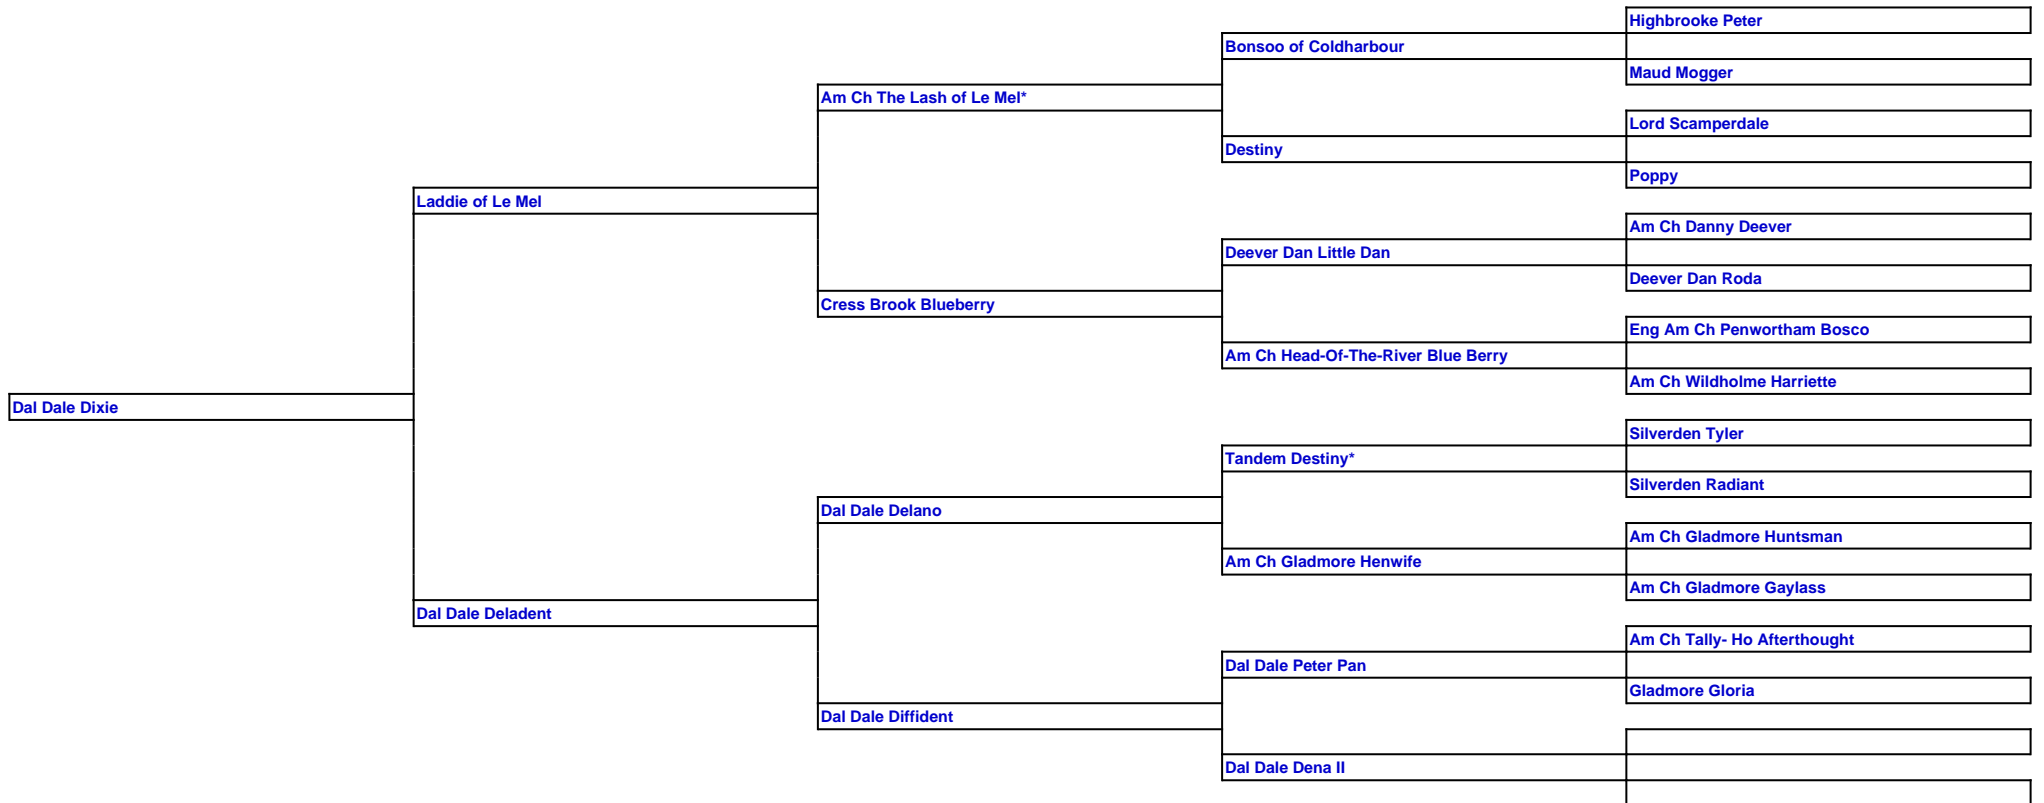 Highbrooke Peter
Bonsoo of Coldharbour
Maud Mogger
Am Ch The Lash of Le Mel*
Lord Scamperdale
Destiny
Poppy
Laddie of Le Mel
Am Ch Danny Deever
Deever Dan Little Dan
Deever Dan Roda
Cress Brook Blueberry
Eng Am Ch Penwortham Bosco
Am Ch Head-Of-The-River Blue Berry
Am Ch Wildholme Harriette
Dal Dale Dixie
Silverden Tyler
Tandem Destiny*
Silverden Radiant
Dal Dale Delano
Am Ch Gladmore Huntsman
Am Ch Gladmore Henwife
Am Ch Gladmore Gaylass
Dal Dale Deladent
Am Ch Tally- Ho Afterthought
Dal Dale Peter Pan
Gladmore Gloria
Dal Dale Diffident
Dal Dale Dena II